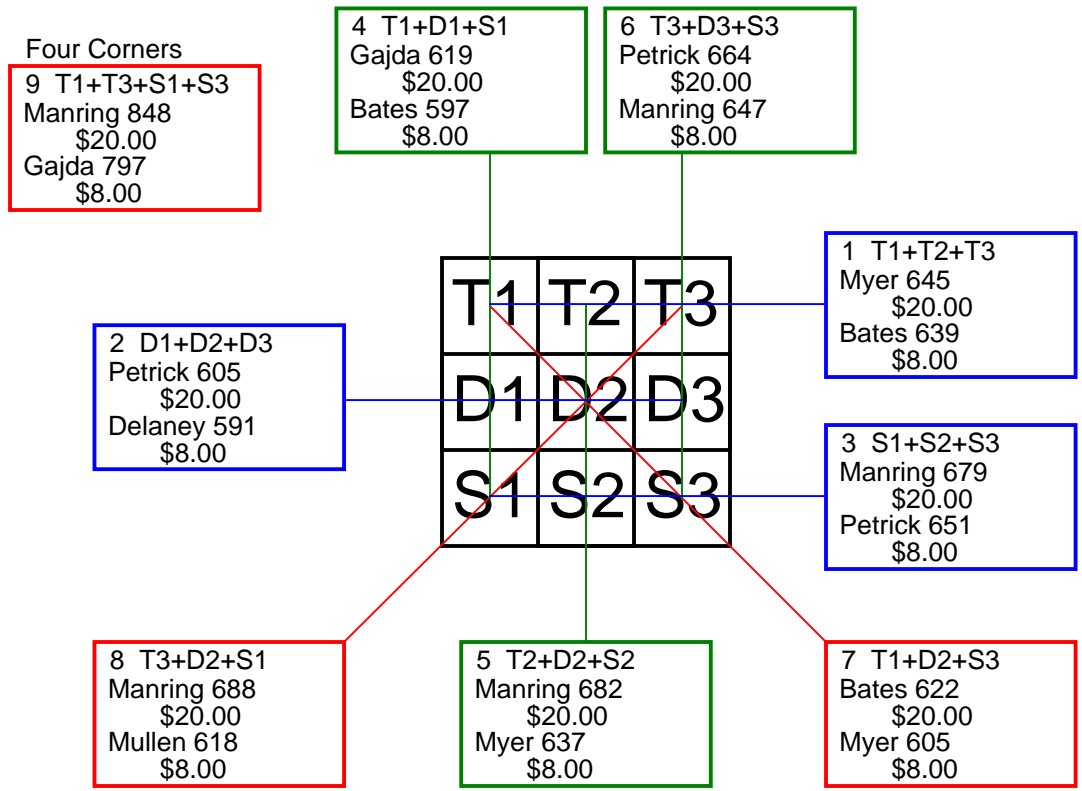 4 T1+D1+S1
Gajda 619
$20.00
Bates 597
$8.00
6 T3+D3+S3
Petrick 664
$20.00
Manring 647
$8.00
Four Corners
9 T1+T3+S1+S3
Manring 848
$20.00
Gajda 797
$8.00
1 T1+T2+T3
Myer 645
$20.00
Bates 639
$8.00
T1 T2 T3
D1 D2 D3
S1 S2 S3
2 D1+D2+D3
Petrick 605
$20.00
Delaney 591
$8.00
3 S1+S2+S3
Manring 679
$20.00
Petrick 651
$8.00
8 T3+D2+S1
Manring 688
$20.00
Mullen 618
$8.00
5 T2+D2+S2
Manring 682
$20.00
Myer 637
$8.00
7 T1+D2+S3
Bates 622
$20.00
Myer 605
$8.00